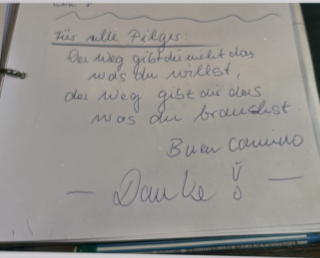 Für alle Pilger:
Der Weg gibt dir nicht das
was du willst,
der Weg gibt dir das
was du brauchst.
Buen Camino
— Danke! —